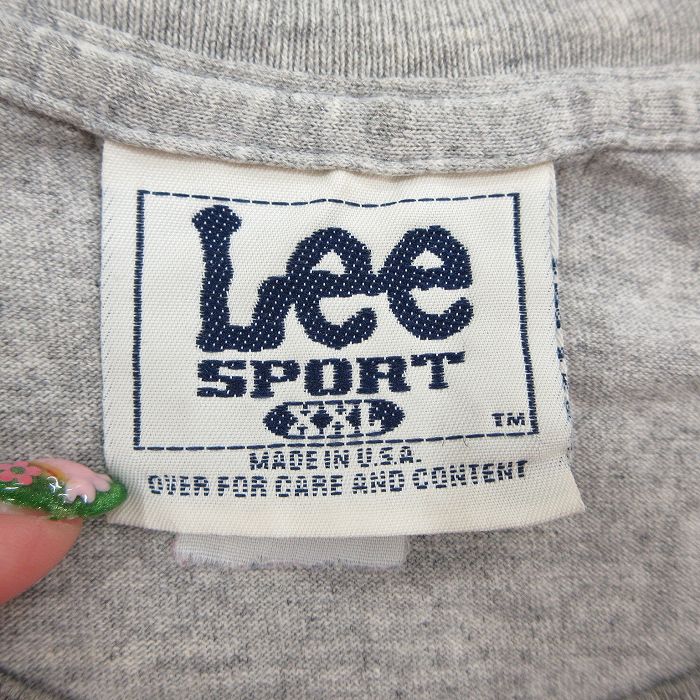 Lee
SPORT
XXL
TM
MADE IN U.S.A.
OVER FOR CARE AND CONTENT